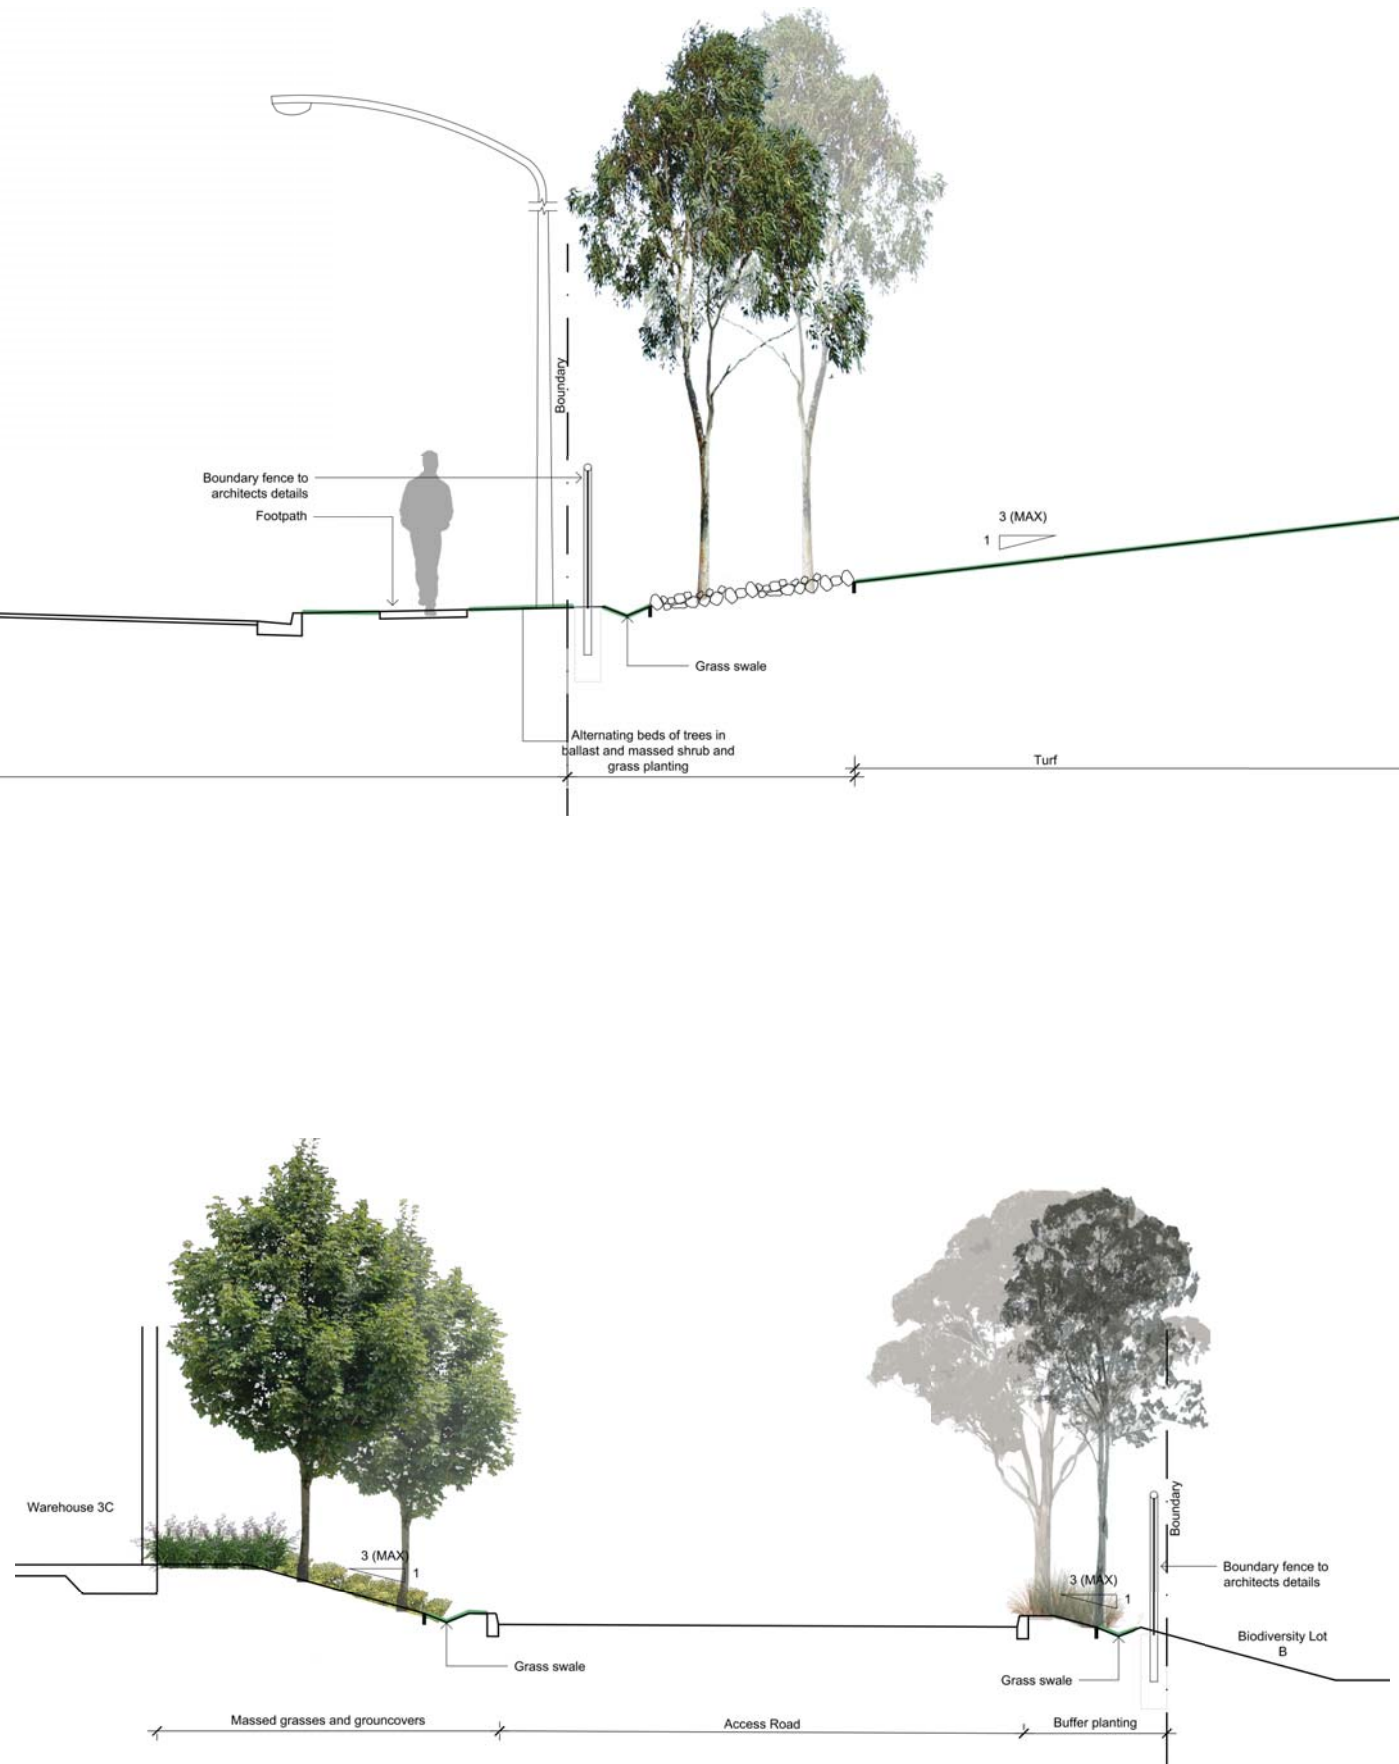 Boundary
Boundary fence to
architects details
Footpath
3 (MAX)
1
Grass swale
Alternating beds of trees in
ballast and massed shrub and
grass planting
Turf
Warehouse 3C
3 (MAX)
1
Boundary
3 (MAX)
1
Boundary fence to
architects details
Biodiversity Lot
B
Grass swale
Grass swale
Massed grasses and grouncovers
Access Road
Buffer planting